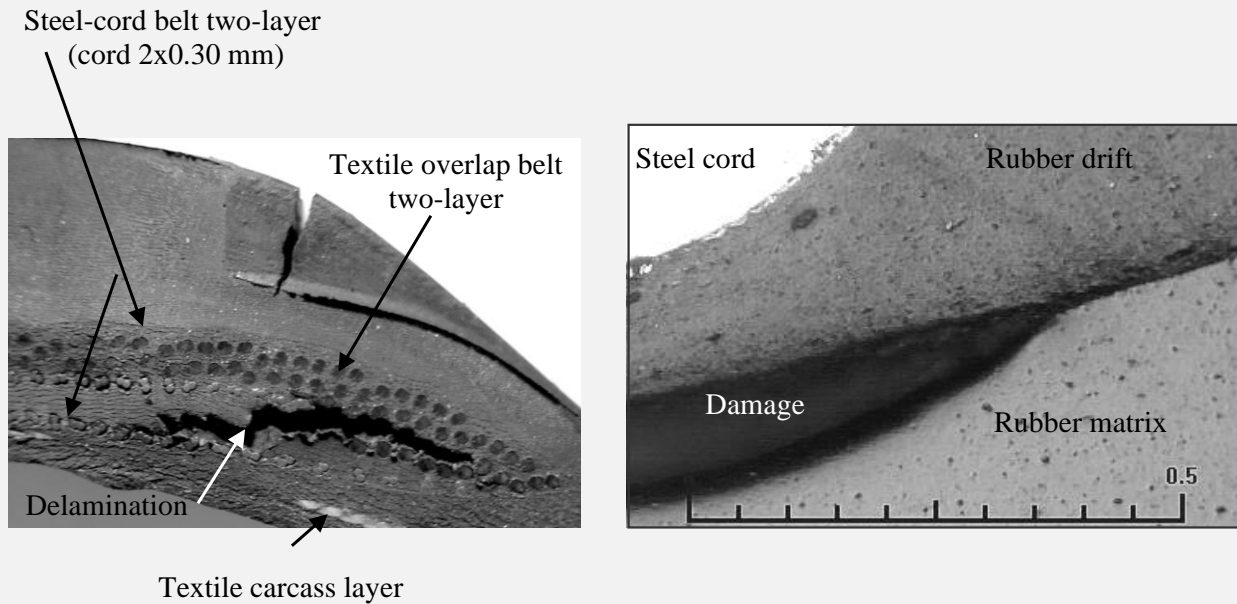 Steel-cord belt two-layer
(cord 2x0.30 mm)
Textile overlap belt
two-layer
Delamination
Textile carcass layer
Steel cord
Rubber drift
Damage
Rubber matrix
0.5